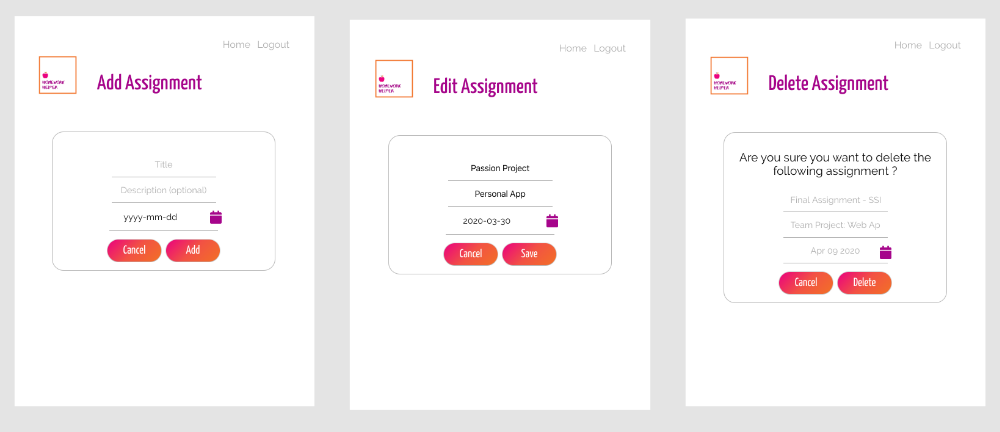 Home Logout
HOMEWORK
HELPER
Add Assignment
Title
Description (optional)
yyyy-mm-dd
Cancel Add
Home Logout
HOMEWORK
HELPER
Edit Assignment
Passion Project
Personal App
2020-03-30
Cancel Save
Home Logout
HOMEWORK
HELPER
Delete Assignment
Are you sure you want to delete the
following assignment ?
Final Assignment - SSI
Team Project: Web Ap
Apr 09 2020
Cancel Delete